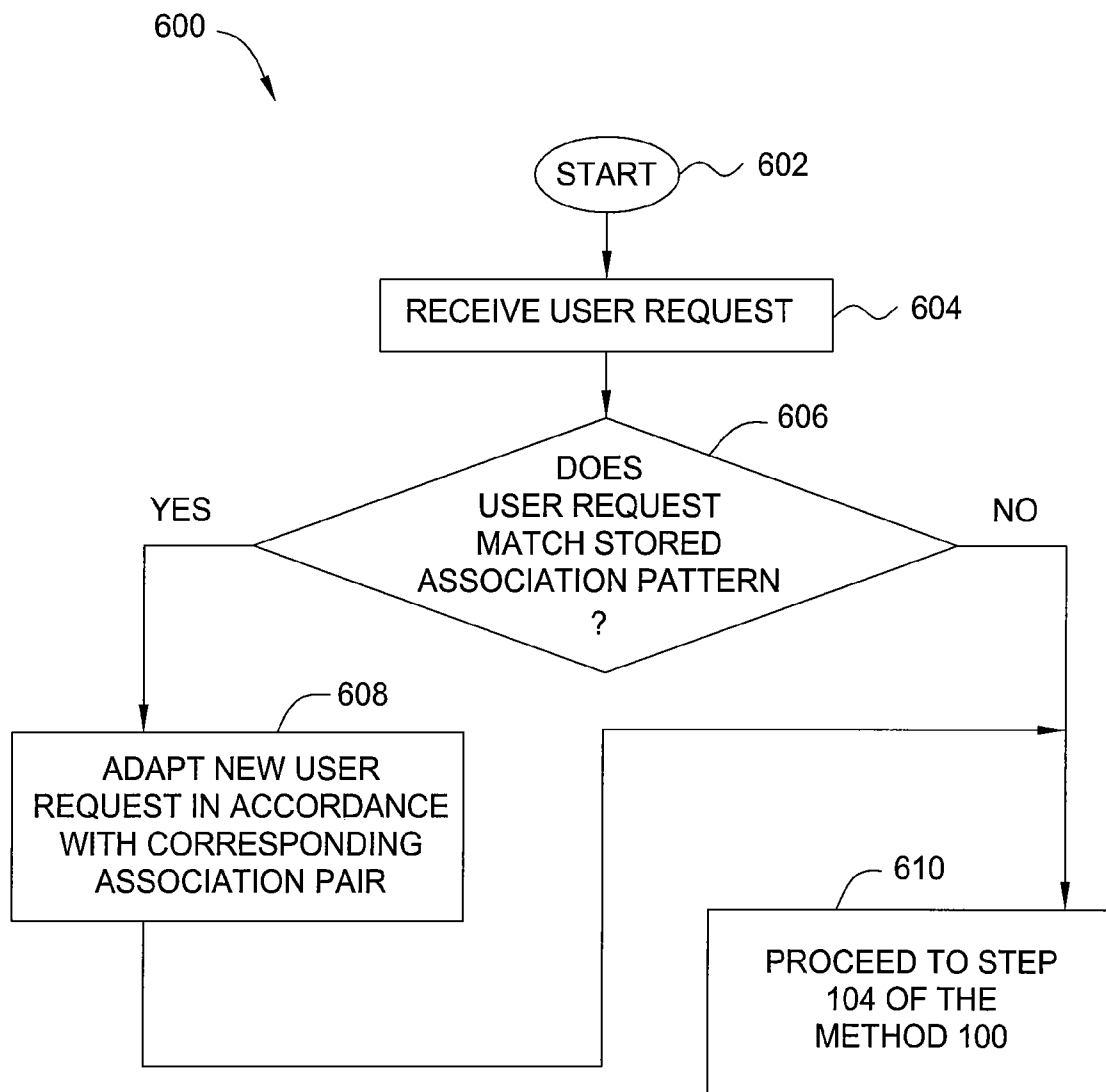 600
START
602
RECEIVE USER REQUEST
604
606
DOES
USER REQUEST
MATCH STORED
ASSOCIATION PATTERN
?
YES
NO
608
ADAPT NEW USER
REQUEST IN ACCORDANCE
WITH CORRESPONDING
ASSOCIATION PAIR
610
PROCEED TO STEP
104 OF THE
METHOD 100